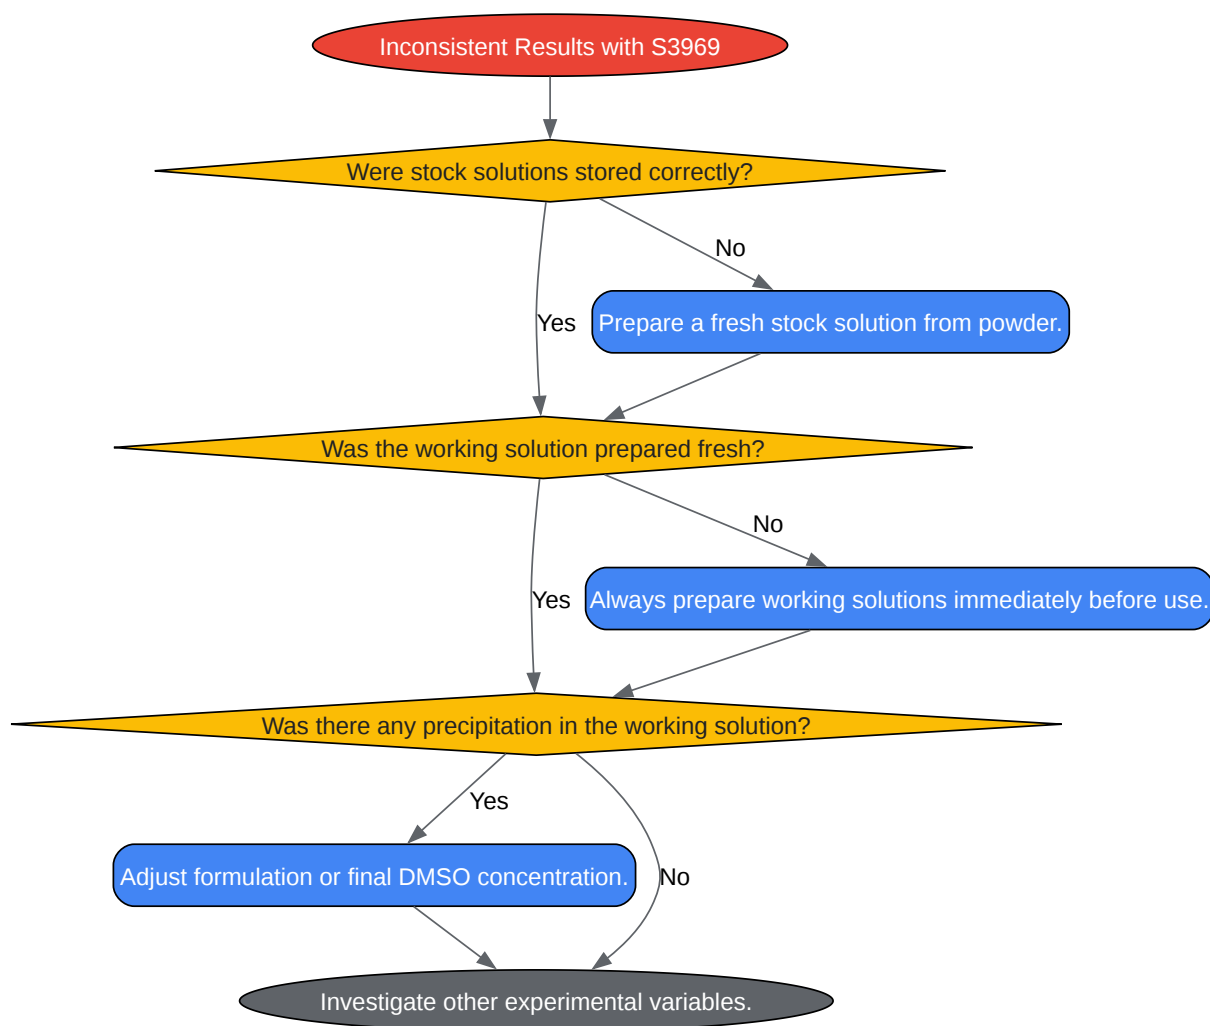 Inconsistent Results with S3969
Were stock solutions stored correctly?
No
Yes
Prepare a fresh stock solution from powder.
Was the working solution prepared fresh?
No
Yes
Always prepare working solutions immediately before use.
Was there any precipitation in the working solution?
Yes
Adjust formulation or final DMSO concentration.
No
Investigate other experimental variables.